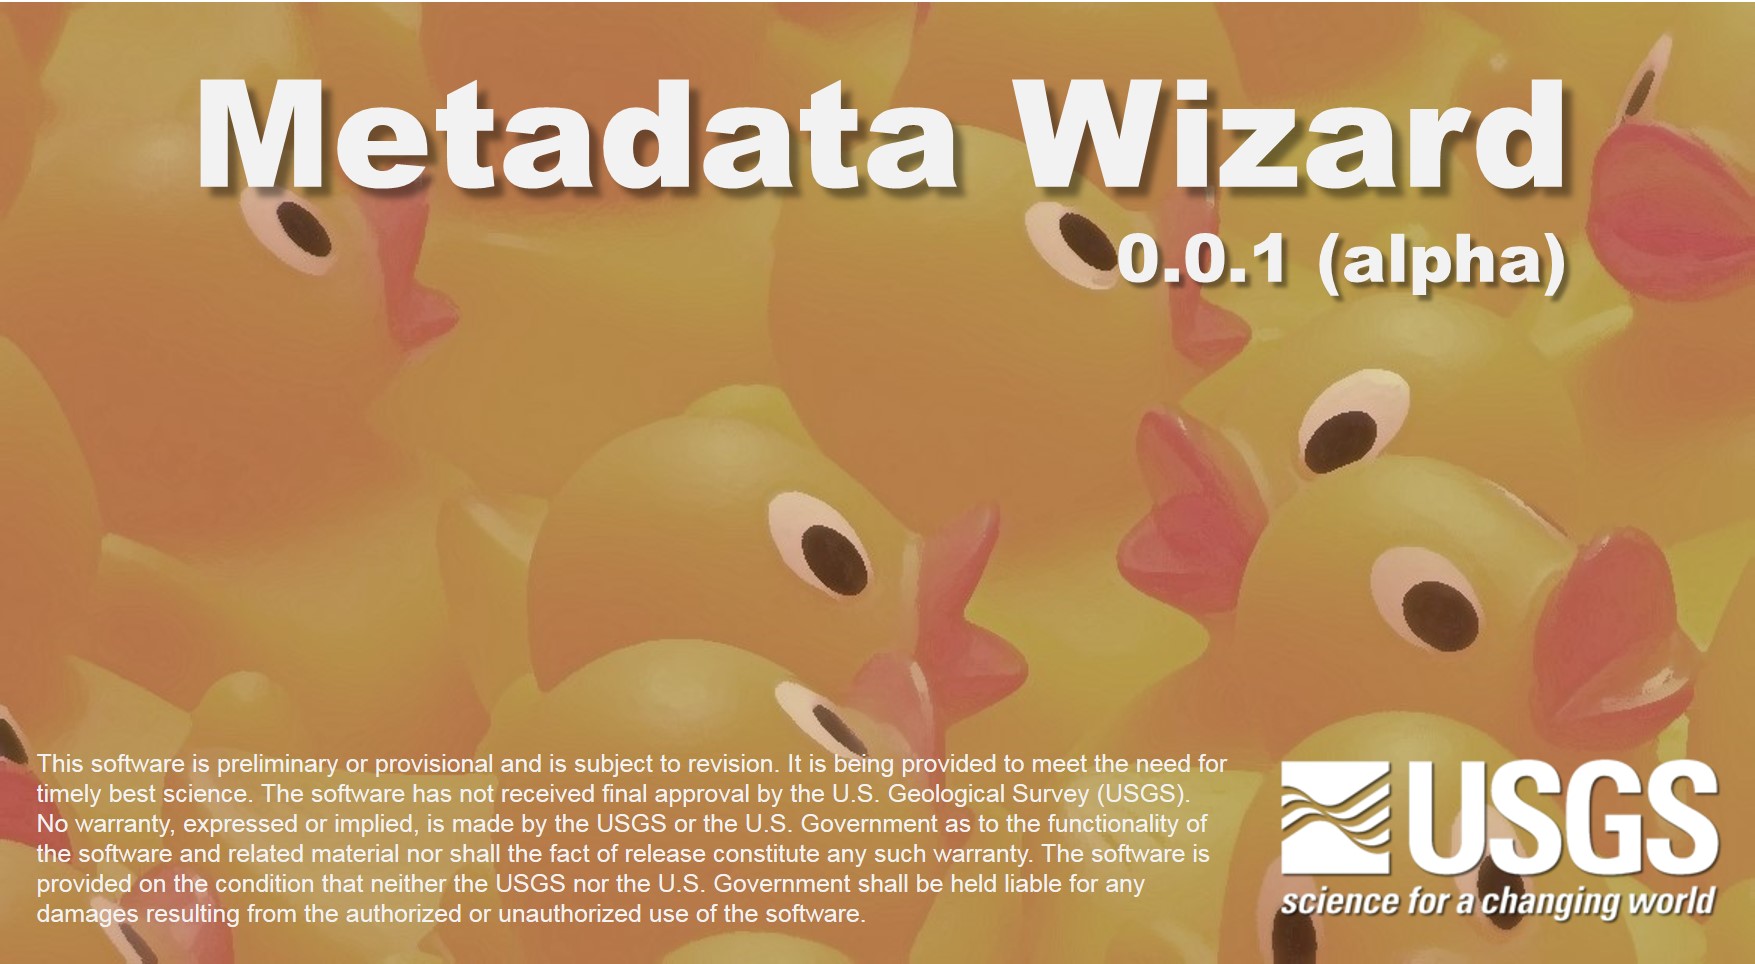 Metadata Wizard
0.0.1 (alpha)
This software is preliminary or provisional and is subject to revision. It is being provided to meet the need for
timely best science. The software has not received final approval by the U.S. Geological Survey (USGS).
No warranty, expressed or implied, is made by the USGS or the U.S. Government as to the functionality of
the software and related material nor shall the fact of release constitute any such warranty. The software is
provided on the condition that neither the USGS nor the U.S. Government shall be held liable for any
damages resulting from the authorized or unauthorized use of the software.
USGS
science for a changing world